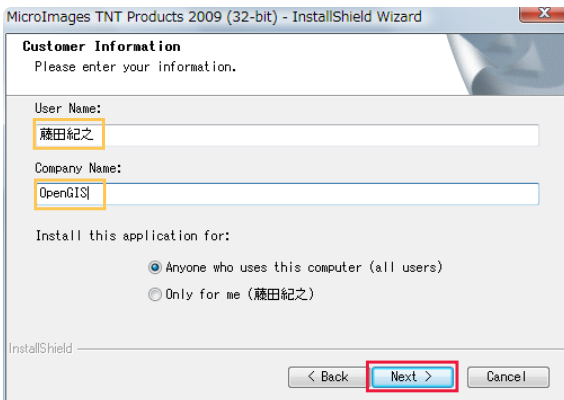 MicroImages TNT Products 2009 (32-bit) - InstallShield Wizard
Customer Information
Please enter your information.
User Name:
藤田紀之
Company Name:
OpenGIS
Install this application for:
Anyone who uses this computer (all users)
Only for me (藤田紀之)
InstallShield
< Back
Next >
Cancel